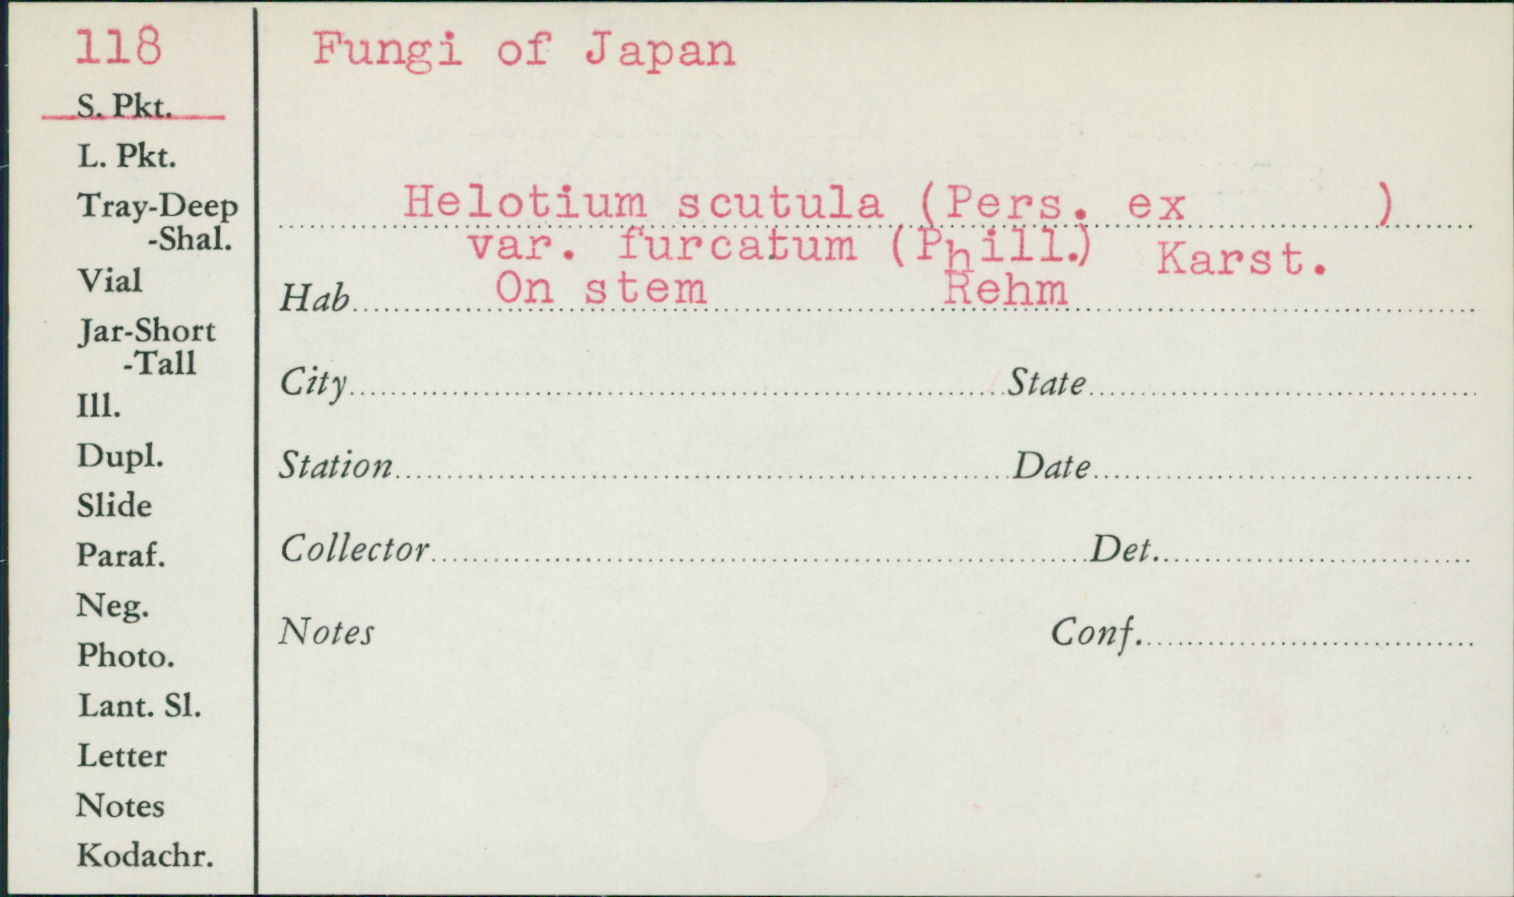 118
S. Pkt.
L. Pkt.
Tray-Deep
-Shal.
Vial
Jar-Short
-Tall
Ill.
Dupl.
Slide
Paraf.
Neg.
Photo.
Lant. Sl.
Letter
Notes
Kodachr.
Fungi of Japan
Helotium scutula (Pers. ex )
var. furcatum (Phill.) Karst.
Hab. On stem Rehm
City State
Station Date
Collector Det.
Notes Conf.